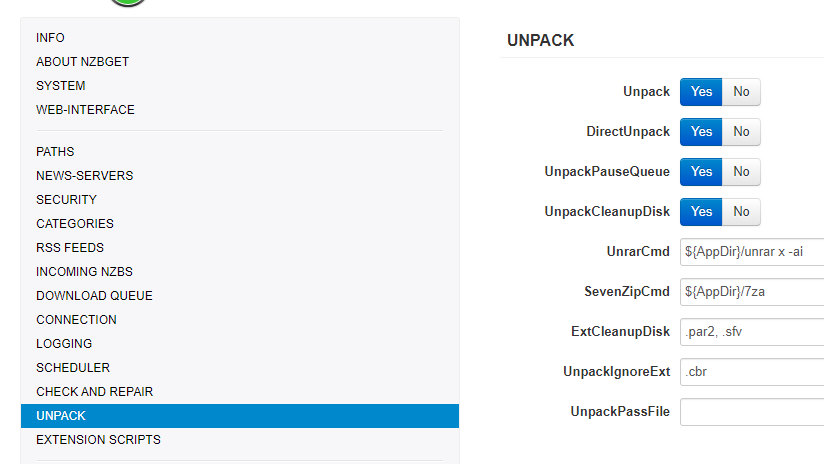 INFO
ABOUT NZBGET
SYSTEM
WEB-INTERFACE
PATHS
NEWS-SERVERS
SECURITY
CATEGORIES
RSS FEEDS
INCOMING NZBS
DOWNLOAD QUEUE
CONNECTION
LOGGING
SCHEDULER
CHECK AND REPAIR
UNPACK
EXTENSION SCRIPTS
UNPACK
Unpack Yes No
DirectUnpack Yes No
UnpackPauseQueue Yes No
UnpackCleanupDisk Yes No
UnrarCmd ${AppDir}/unrar x -ai
SevenZipCmd ${AppDir}/7za
ExtCleanupDisk .par2, .sfv
UnpackIgnoreExt .cbr
UnpackPassFile